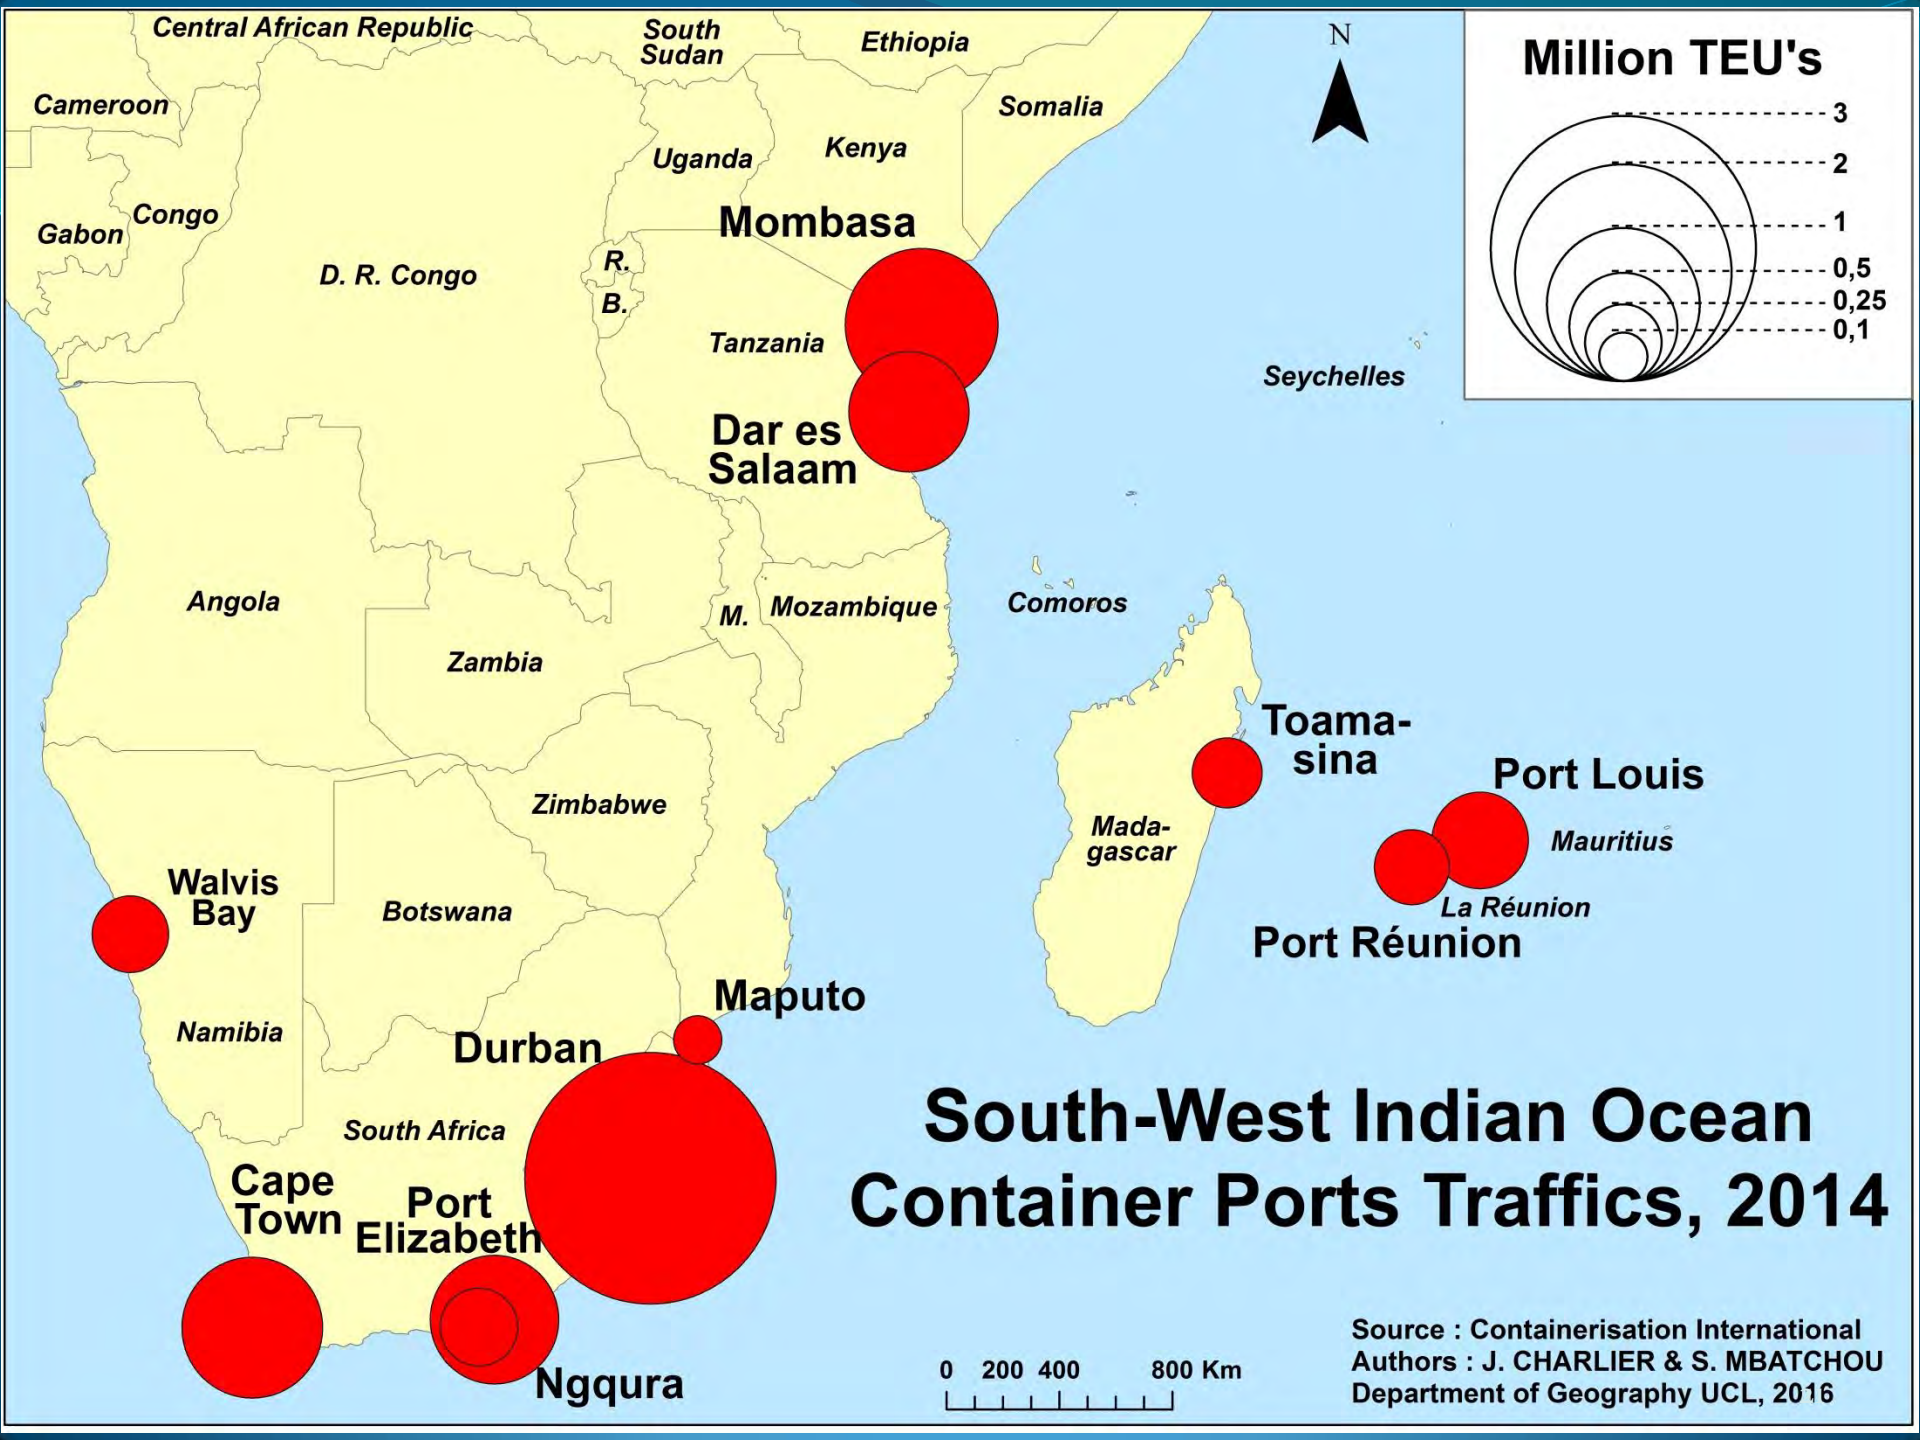 Central African Republic
South
Sudan
Ethiopia
N
Million TEU's
3
2
1
0,5
0,25
0,1
Cameroon
Somalia
Uganda
Kenya
Gabon
Congo
Mombasa
D. R. Congo
R.
B.
Tanzania
Seychelles
Dar es
Salaam
Angola
M.
Mozambique
Comoros
Zambia
Toama-
sina
Port Louis
Zimbabwe
Mada-
gascar
Mauritius
Walvis
Bay
Botswana
La Réunion
Port Réunion
Maputo
Namibia
Durban
South Africa
South-West Indian Ocean
Container Ports Traffics, 2014
Cape
Town
Port
Elizabeth
Ngqura
0 200 400 800 Km
Source : Containerisation International
Authors : J. CHARLIER & S. MBATCHOU
Department of Geography UCL, 2016